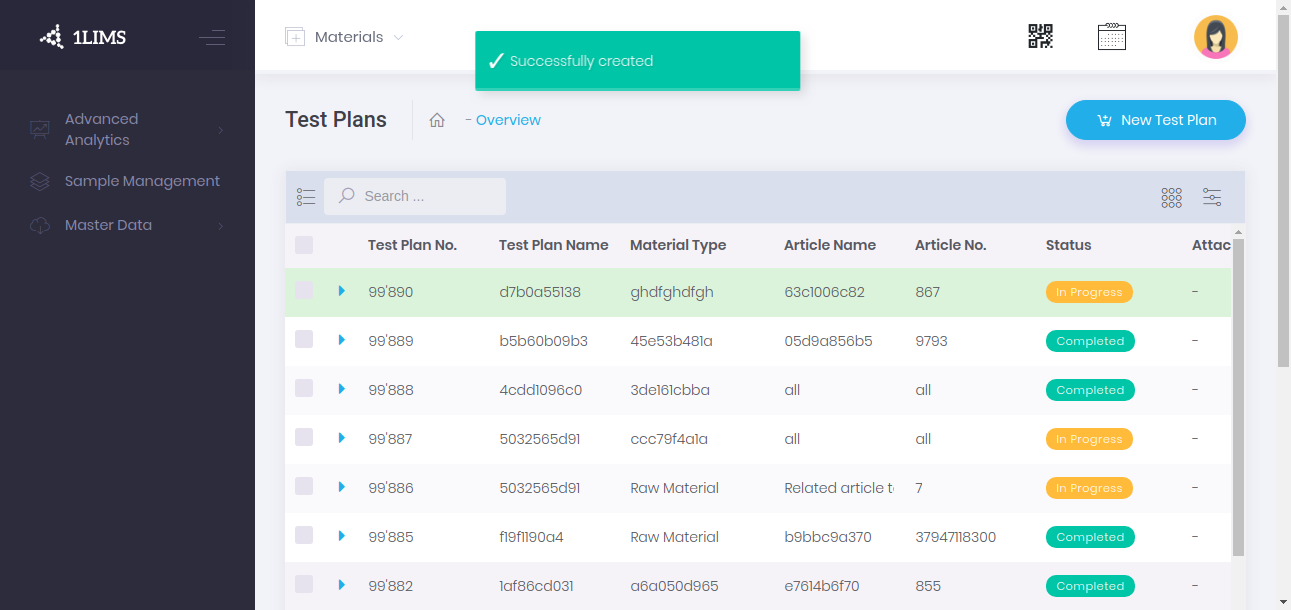 1LIMS
Materials
✓ Successfully created
Advanced
Analytics
Sample Management
Master Data
Test Plans
- Overview
New Test Plan
Search ...
Test Plan No. Test Plan Name Material Type Article Name Article No. Status Attac
99'890 d7b0a55138 ghdfghdfgh 63c1006c82 867 In Progress -
99'889 b5b60b09b3 45e53b481a 05d9a856b5 9793 Completed -
99'888 4cdd1096c0 3de161cbba all all Completed -
99'887 5032565d91 ccc79f4a1a all all In Progress -
99'886 5032565d91 Raw Material Related article t 7 In Progress -
99'885 f19f1190a4 Raw Material b9bbc9a370 37947118300 Completed -
99'882 1af86cd031 a6a050d965 e7614b6f70 855 Completed -